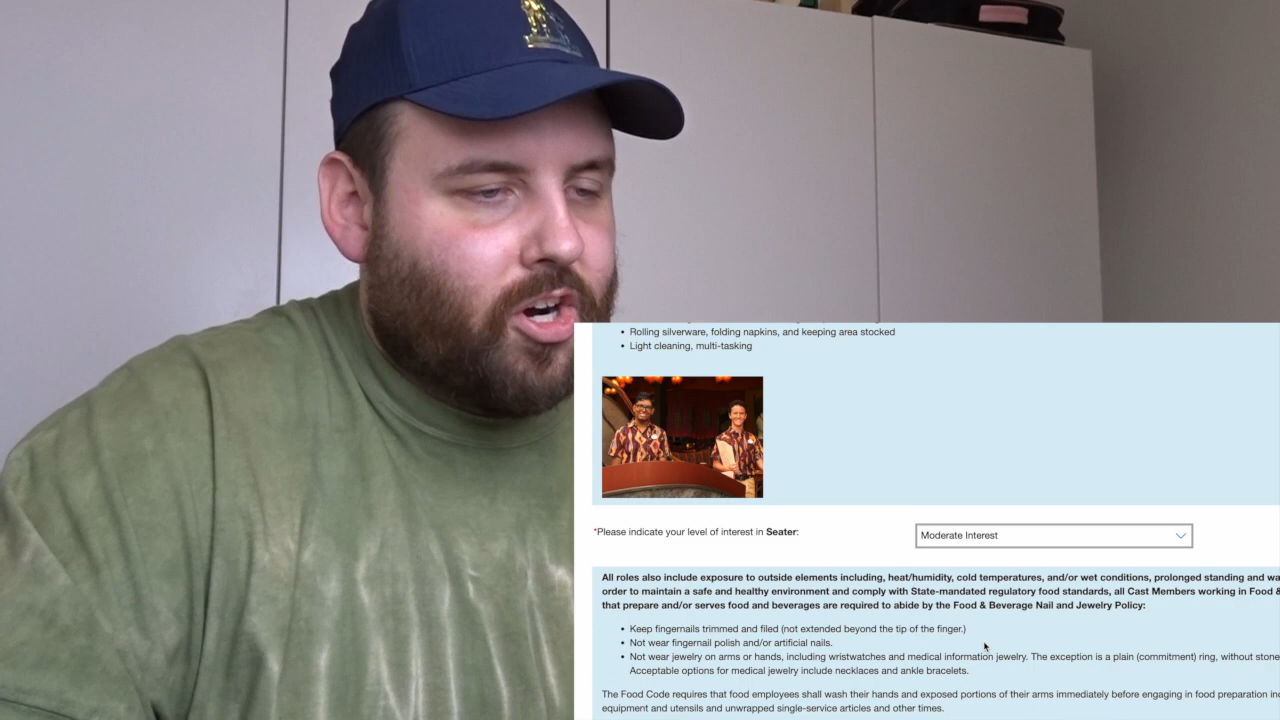 • Rolling silverware, folding napkins, and keeping area stocked
• Light cleaning, multi-tasking
*Please indicate your level of interest in Seater:
Moderate Interest
All roles also include exposure to outside elements including, heat/humidity, cold temperatures, and/or wet conditions, prolonged standing and
order to maintain a safe and healthy environment and comply with State-mandated regulatory food standards, all Cast Members working in Food &
that prepare and/or serves food and beverages are required to abide by the Food & Beverage Nail and Jewelry Policy:
• Keep fingernails trimmed and filed (not extended beyond the tip of the finger.)
• Not wear fingernail polish and/or artificial nails.
• Not wear jewelry on arms or hands, including wristwatches and medical information jewelry. The exception is a plain (commitment) ring, without stone
Acceptable options for medical jewelry include necklaces and ankle bracelets.
The Food Code requires that food employees shall wash their hands and exposed portions of their arms immediately before engaging in food preparation
equipment and utensils and unwrapped single-service articles and other times.